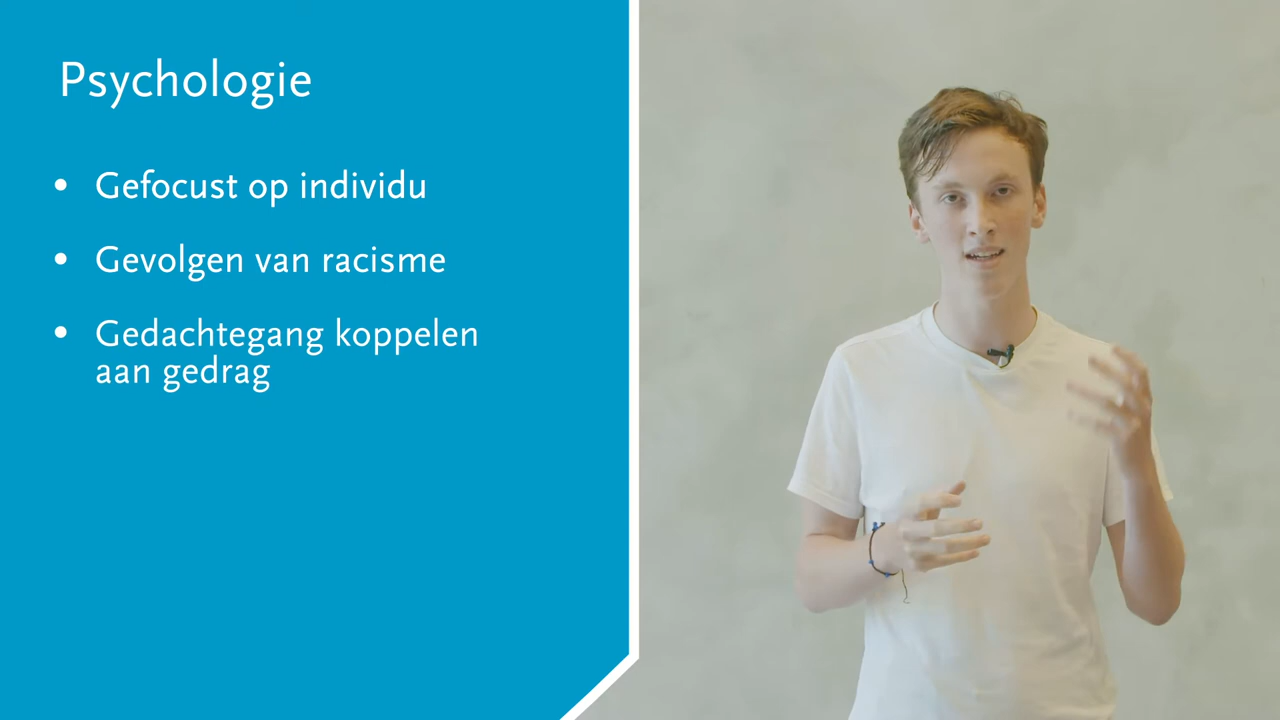 Psychologie
• Gefocust op individu
• Gevolgen van racisme
• Gedachtegang koppelen
aan gedrag